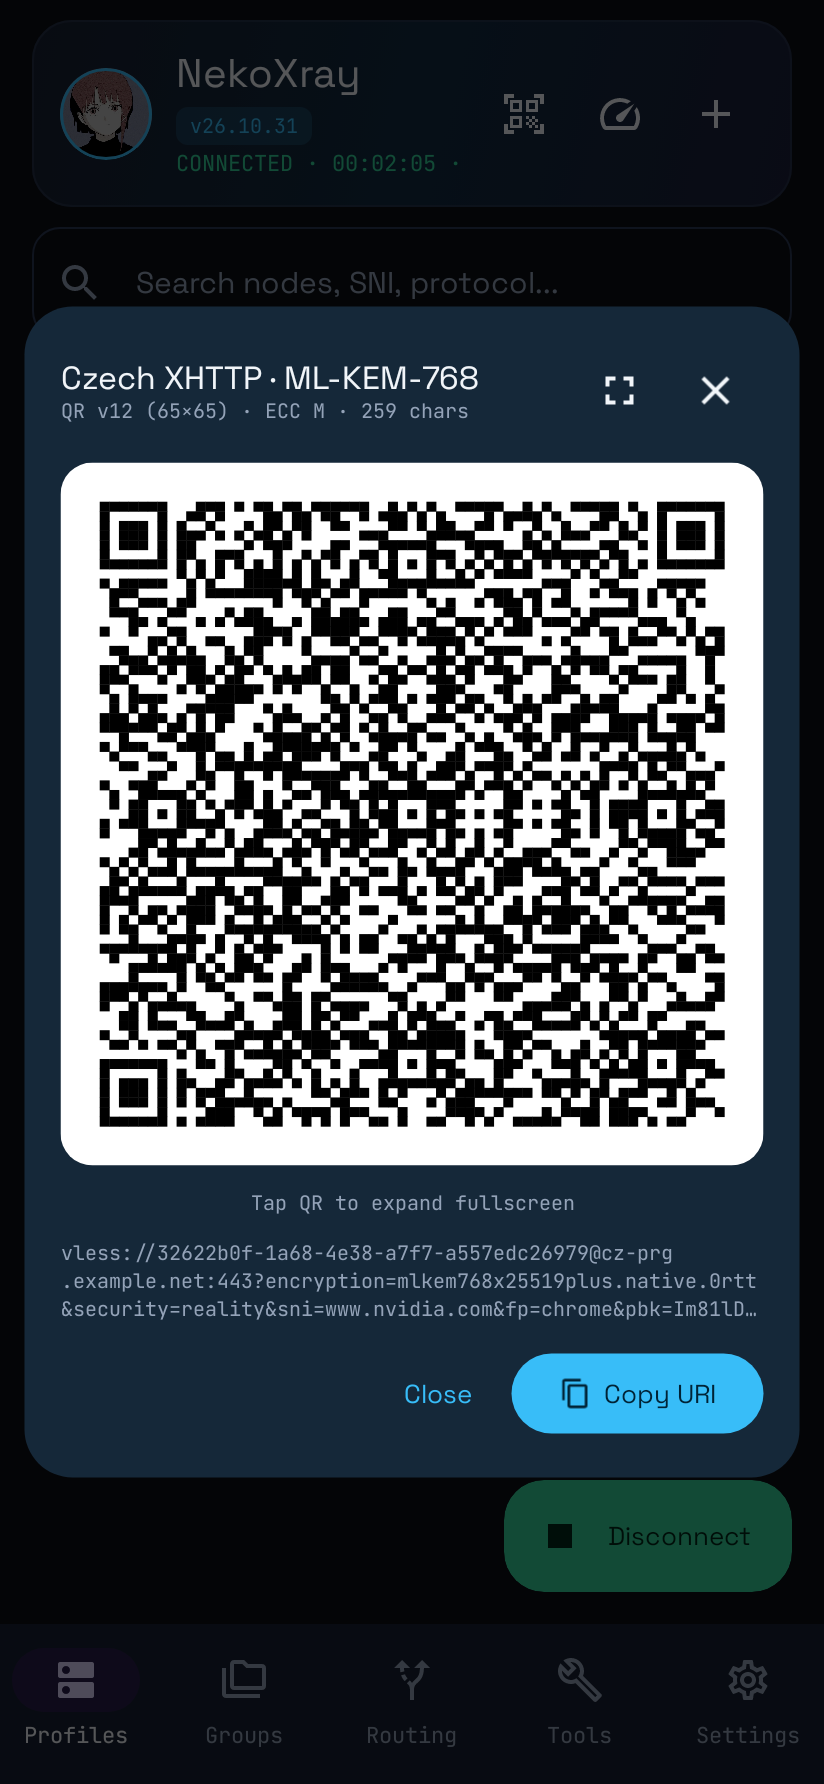 NekoXray
v26.10.31
CONNECTED · 00:02:05 ·
Search nodes, SNI, protocol...
Czech XHTTP · ML-KEM-768
QR v12 (65×65) · ECC M · 259 chars
Tap QR to expand fullscreen
vless://32622b0f-1a68-4e38-a7f7-a557edc26979@cz-prg
.example.net:443?encryption=mlkem768x25519plus.native.0rtt
&security=reality&sni=www.nvidia.com&fp=chrome&pbk=Im81lD…
Close
Copy URI
Disconnect
Profiles
Groups
Routing
Tools
Settings